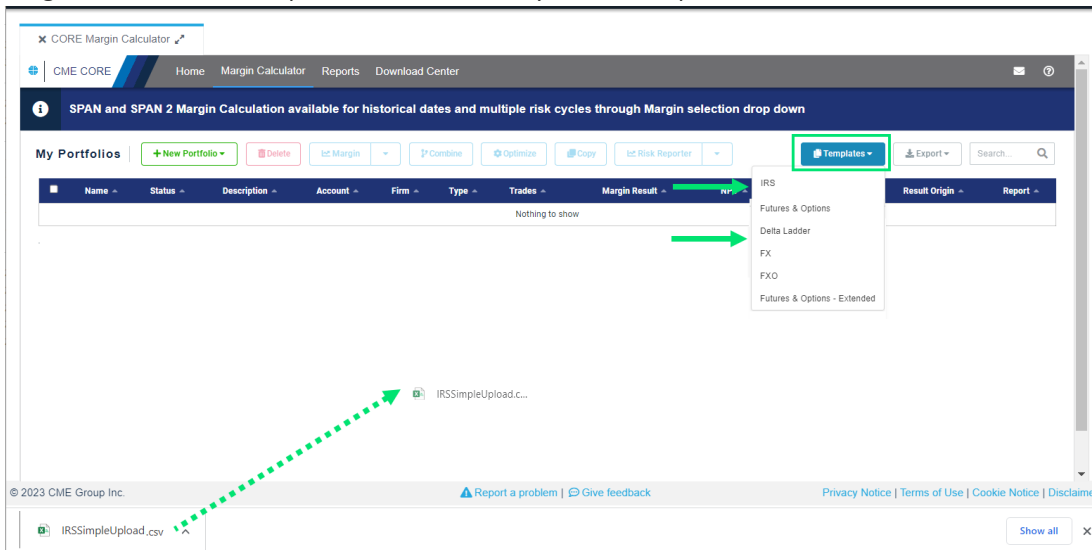 CORE Margin Calculator
CME CORE Home Margin Calculator Reports Download Center
SPAN and SPAN 2 Margin Calculation available for historical dates and multiple risk cycles through Margin selection drop down
My Portfolios + New Portfolio Delete Margin Combine Optimize Copy Risk Reporter Templates Export Search...
Name Status Description Account Firm Type Trades Margin Result Result Origin Report
Nothing to show
IRS
Futures & Options
Delta Ladder
FX
FXO
Futures & Options - Extended
IRSSimpleUpload.c...
© 2023 CME Group Inc. Report a problem | Give feedback Privacy Notice | Terms of Use | Cookie Notice | Disclaime
IRSSimpleUpload.csv Show all